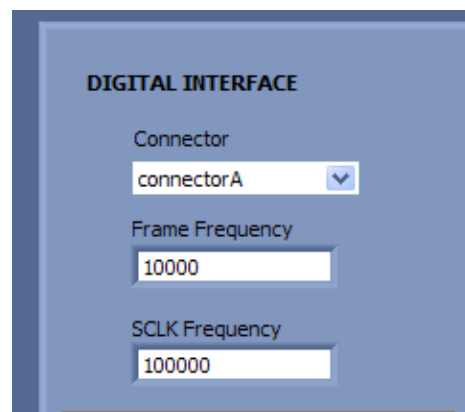 DIGITAL INTERFACE
Connector
connectorA
Frame Frequency
10000
SCLK Frequency
100000